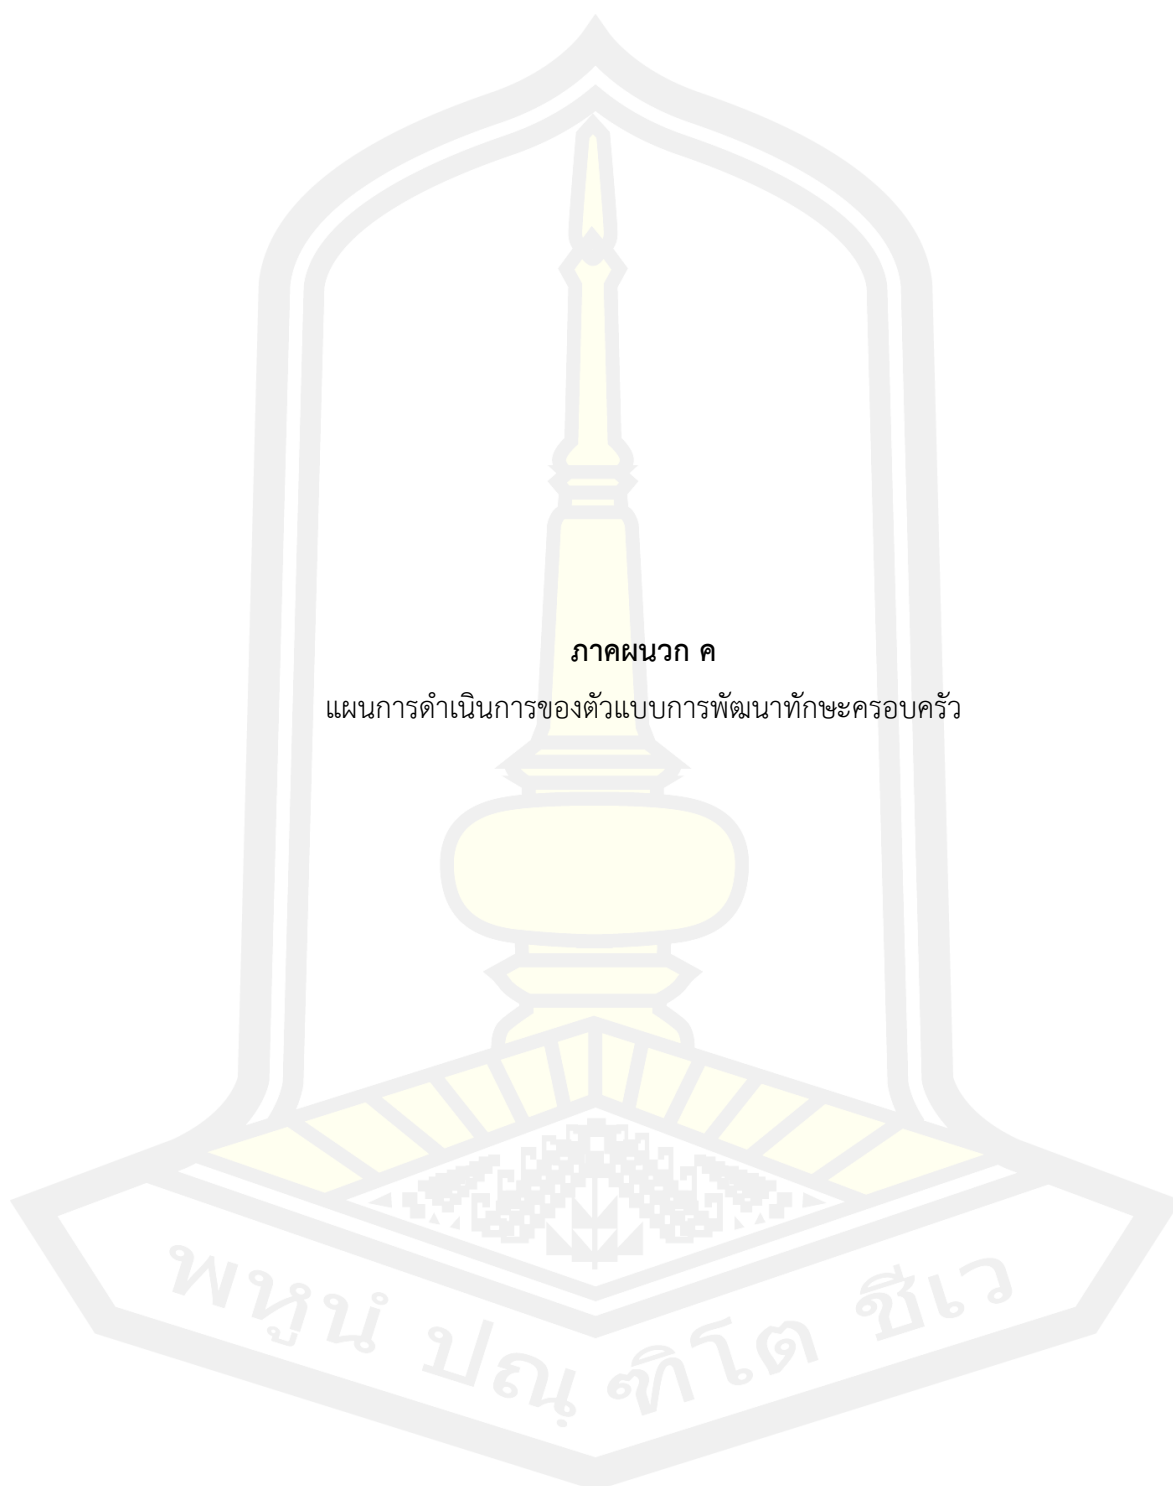 ภาคผนวก ค
แผนการดำเนินการของตัวแบบการพัฒนาทักษะครอบครัว
พหูนํ ปณฺฑิโต ชีเว